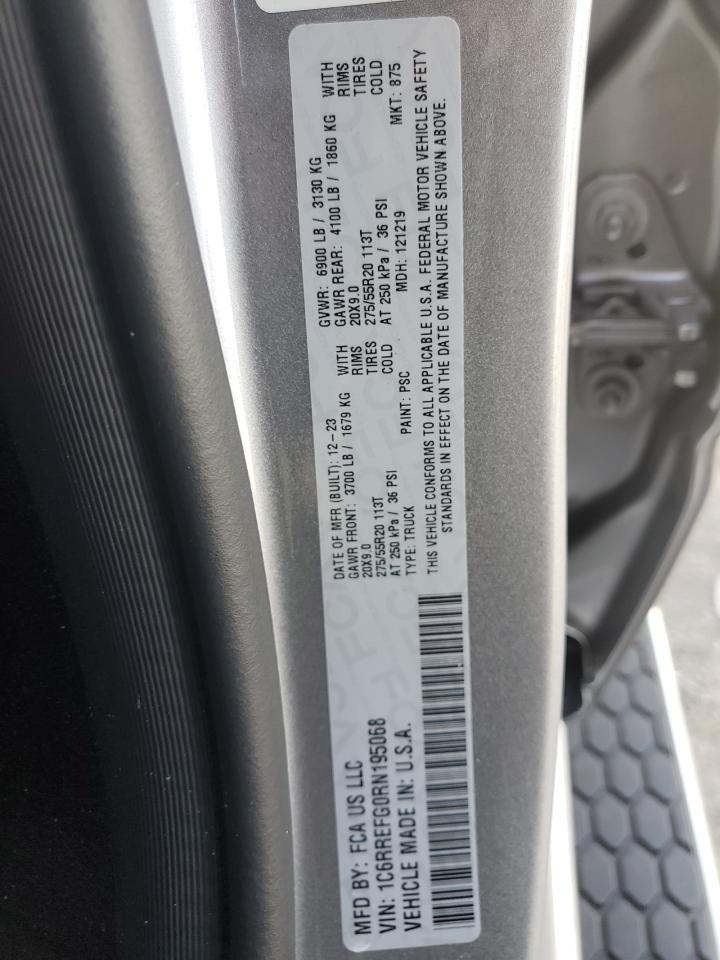 MFD BY: FCA US LLC
VIN: 1C6RREFG0RN195068
VEHICLE MADE IN: U.S.A.
DATE OF MFR (BUILT): 12-23 GVWR: 6900 LB / 3130 KG
GAWR FRONT: 3700 LB / 1679 KG WITH GAWR REAR: 4100 LB / 1860 KG WITH
20X9.0 RIMS 20X9.0 RIMS
275/55R20 113T TIRES 275/55R20 113T TIRES
AT 250 kPa / 36 PSI COLD AT 250 kPa / 36 PSI COLD
TYPE: TRUCK PAINT: PSC MDH: 121219 MKT: 875
THIS VEHICLE CONFORMS TO ALL APPLICABLE U.S.A. FEDERAL MOTOR VEHICLE SAFETY
STANDARDS IN EFFECT ON THE DATE OF MANUFACTURE SHOWN ABOVE.